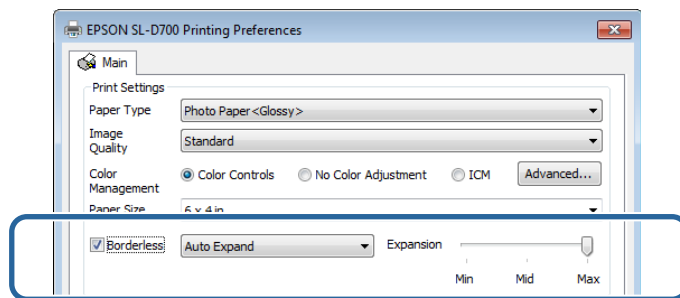 EPSON SL-D700 Printing Preferences
Main
Print Settings
Paper Type Photo Paper<Glossy>
Image Quality Standard
Color Management Color Controls No Color Adjustment ICM Advanced...
Paper Size 6 x 4 in
Borderless Auto Expand Expansion
Min Mid Max